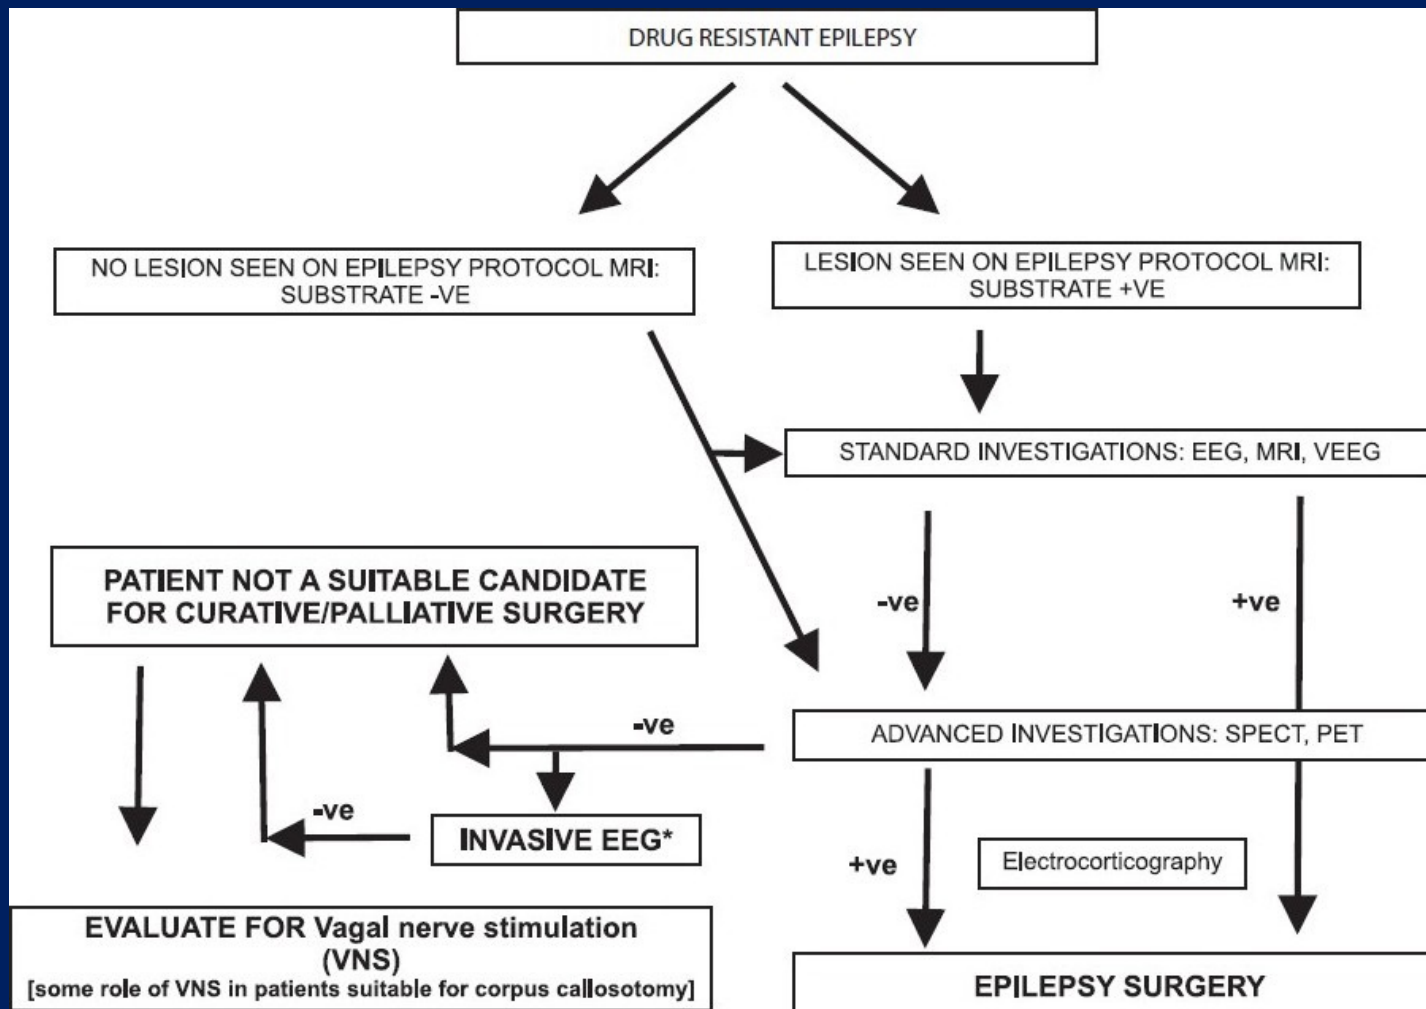 DRUG RESISTANT EPILEPSY
NO LESION SEEN ON EPILEPSY PROTOCOL MRI:
SUBSTRATE -VE
LESION SEEN ON EPILEPSY PROTOCOL MRI:
SUBSTRATE +VE
STANDARD INVESTIGATIONS: EEG, MRI, VEEG
PATIENT NOT A SUITABLE CANDIDATE
FOR CURATIVE/PALLIATIVE SURGERY
-ve
+ve
-ve
ADVANCED INVESTIGATIONS: SPECT, PET
-ve
INVASIVE EEG*
+ve
Electrocorticography
EVALUATE FOR Vagal nerve stimulation
(VNS)
[some role of VNS in patients suitable for corpus callosotomy]
EPILEPSY SURGERY